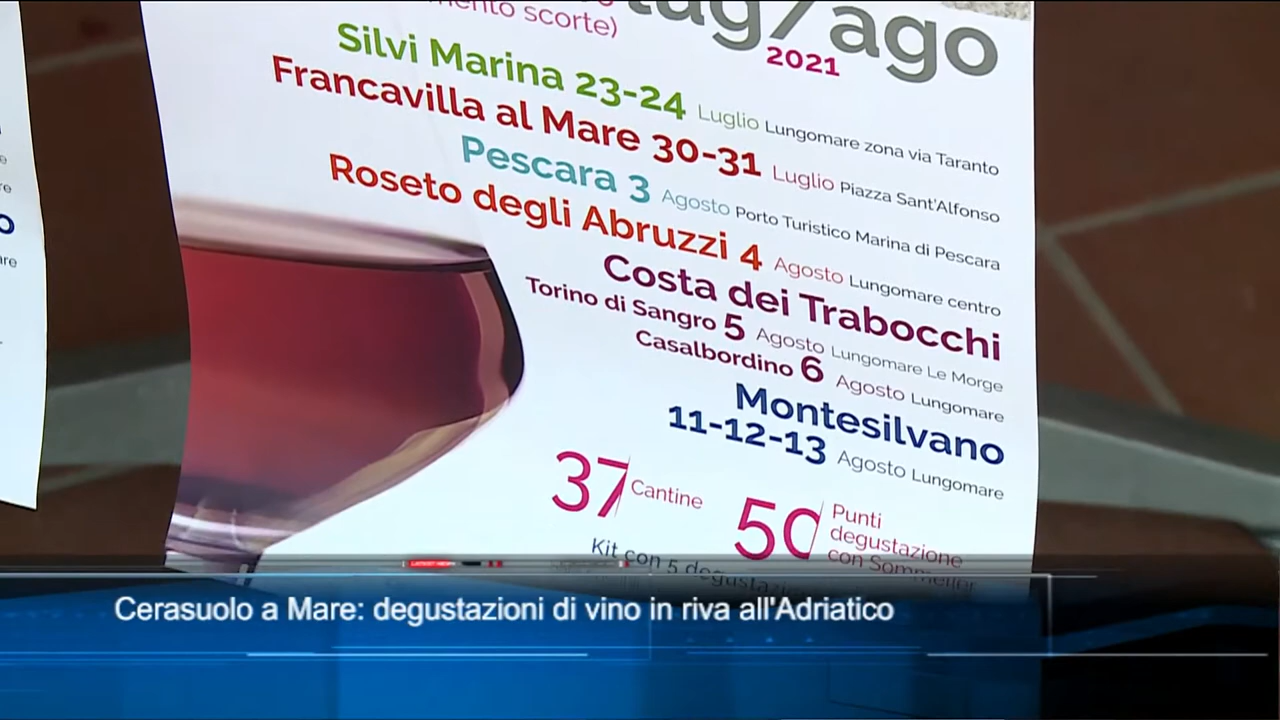 lug/ago
mento scorte)
2021
Silvi Marina 23-24 Luglio Lungomare zona via Taranto
Francavilla al Mare 30-31 Luglio Piazza Sant'Alfonso
Pescara 3 Agosto Porto Turistico Marina di Pescara
Roseto degli Abruzzi 4 Agosto Lungomare centro
Costa dei Trabocchi
Torino di Sangro 5 Agosto Lungomare Le Morge
Casalbordino 6 Agosto Lungomare
Montesilvano
11-12-13 Agosto Lungomare
37 Cantine
50 Punti
degustazione
con Sommelier
Kit con 5 degustazi
LATEST NEWS
Cerasuolo a Mare: degustazioni di vino in riva all'Adriatico